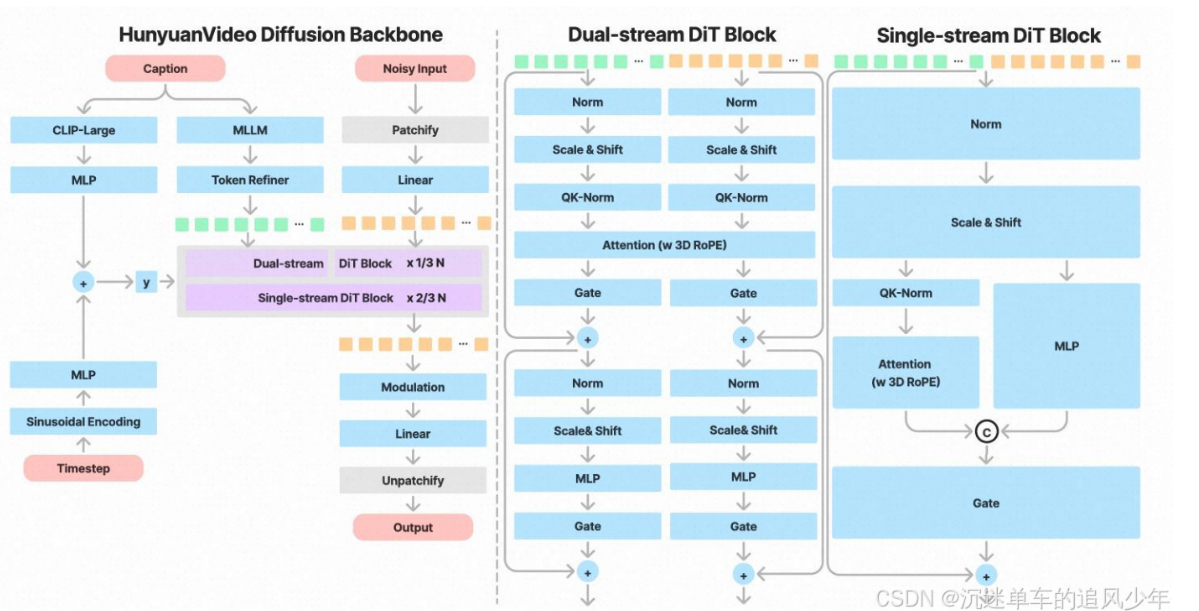 HunyuanVideo Diffusion Backbone
Caption
Noisy Input
CLIP-Large
MLLM
Patchify
MLP
Token Refiner
Linear
...
...
Dual-stream DiT Block x 1/3 N
+
y
Single-stream DiT Block x 2/3 N
...
MLP
Modulation
Sinusoidal Encoding
Linear
Timestep
Unpatchify
Output
Dual-stream DiT Block
...
...
Norm
Norm
Scale & Shift
Scale & Shift
QK-Norm
QK-Norm
Attention (w 3D RoPE)
Gate
Gate
+
+
Norm
Norm
Scale& Shift
Scale& Shift
MLP
MLP
Gate
Gate
+
+
Single-stream DiT Block
...
...
Norm
Scale & Shift
QK-Norm
MLP
Attention
(w 3D RoPE)
C
Gate
+
CSDN @沉迷单车的追风少年